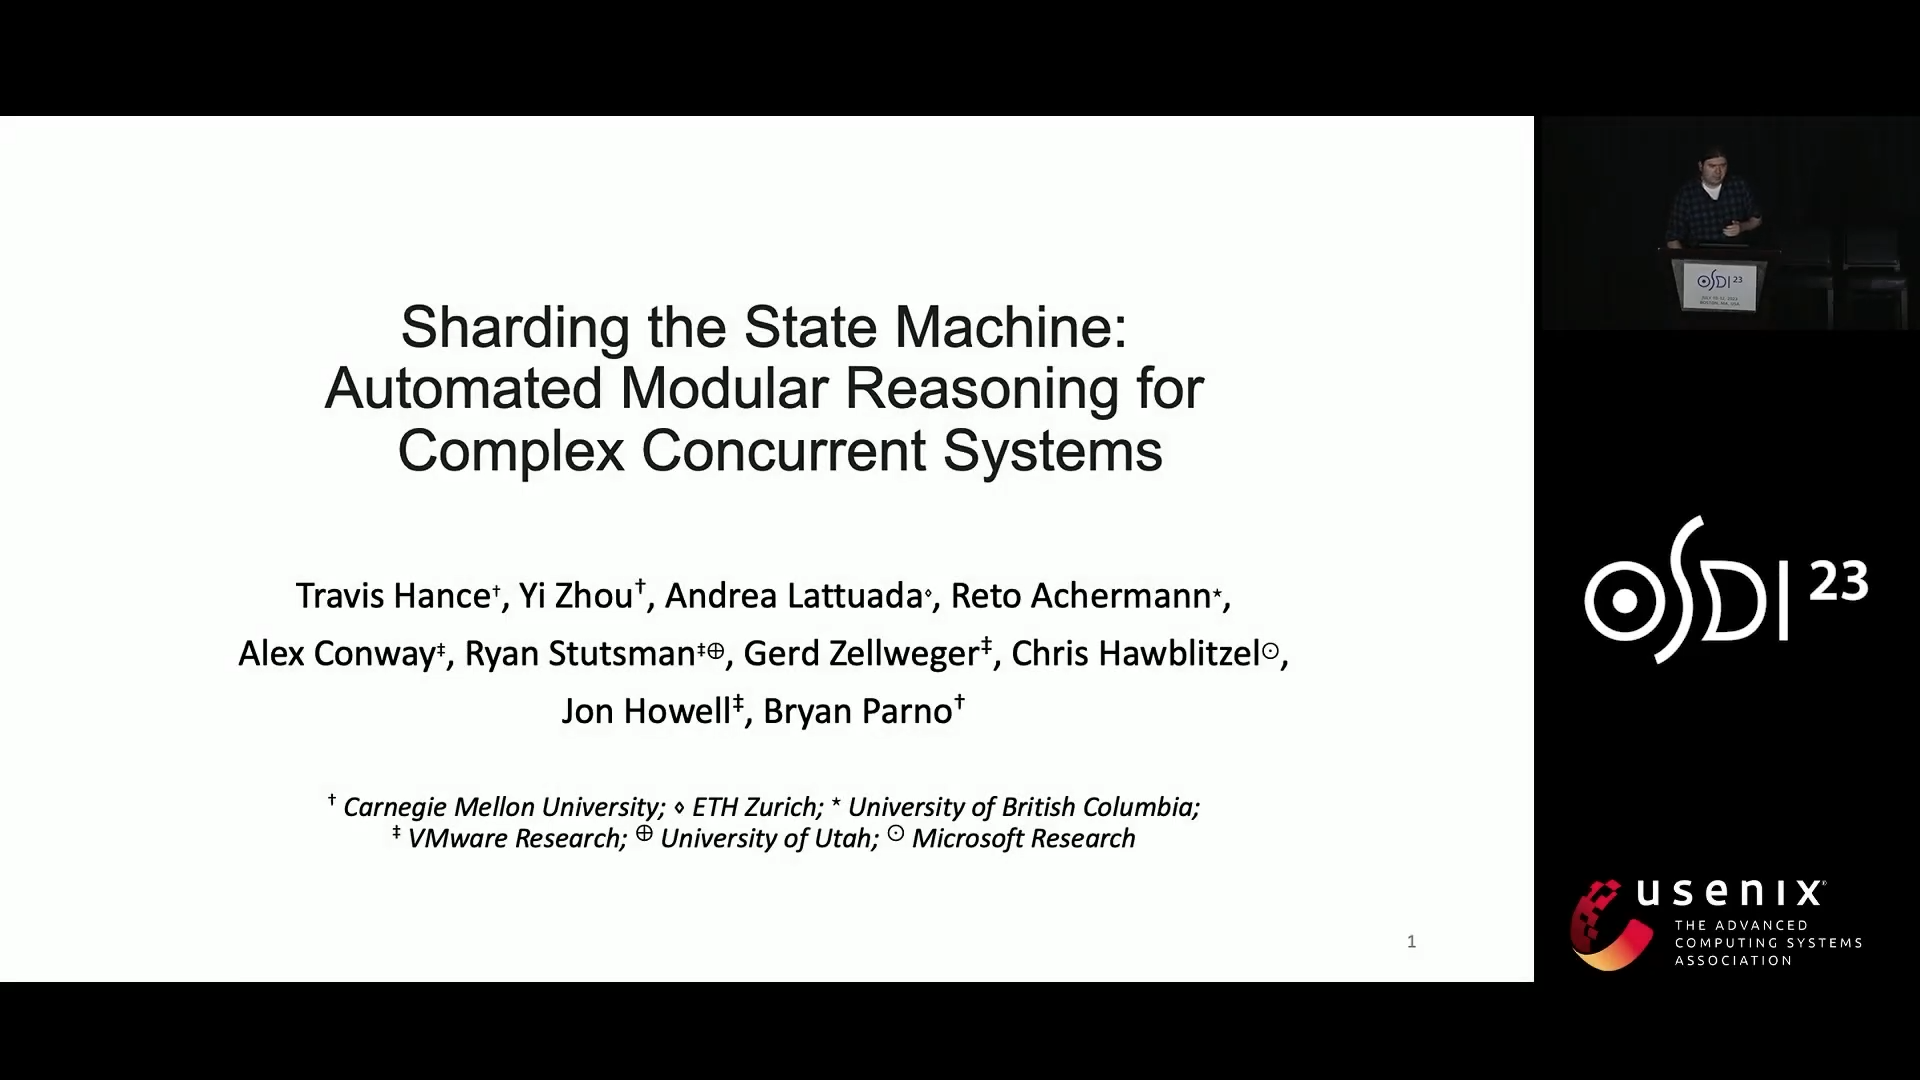 Sharding the State Machine:
Automated Modular Reasoning for
Complex Concurrent Systems
Travis Hance†, Yi Zhou†, Andrea Lattuada⋄, Reto Achermann⋆,
Alex Conway‡, Ryan Stutsman‡⊕, Gerd Zellweger‡, Chris Hawblitzel⊙,
Jon Howell‡, Bryan Parno†
† Carnegie Mellon University; ⋄ ETH Zurich; ⋆ University of British Columbia;
‡ VMware Research; ⊕ University of Utah; ⊙ Microsoft Research
1
OSDI 23
OSDI 23
usenix®
THE ADVANCED
COMPUTING SYSTEMS
ASSOCIATION